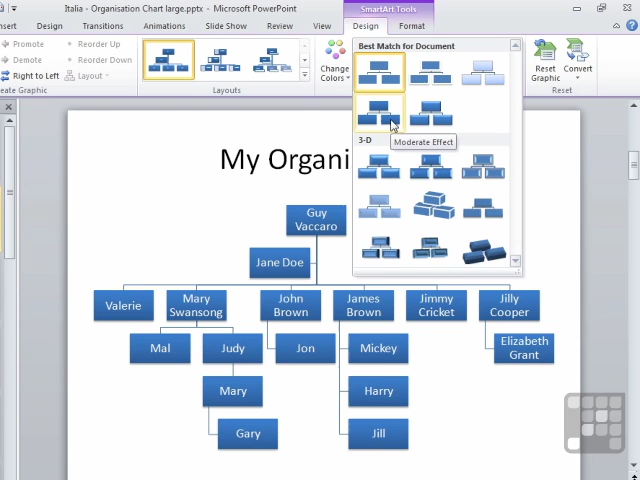 Italia - Organisation Chart large.pptx - Microsoft PowerPoint
SmartArt Tools
Transitions
Animations
Slide Show
Review
View
Design
Format
Promote
Reorder Up
Demote
Reorder Down
Right to Left
Layout
eate Graphic
Layouts
Change
Colors
Best Match for Document
Moderate Effect
3-D
Reset
Graphic
Convert
Reset
My Organi
Guy
Vaccaro
Jane Doe
Valerie
Mary
Swansong
John
Brown
James
Brown
Jimmy
Cricket
Jilly
Cooper
Mal
Judy
Jon
Mickey
Elizabeth
Grant
Mary
Harry
Gary
Jill